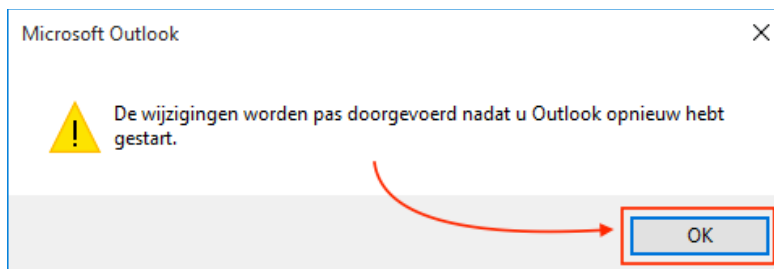 Microsoft Outlook
De wijzigingen worden pas doorgevoerd nadat u Outlook opnieuw hebt
gestart.
OK